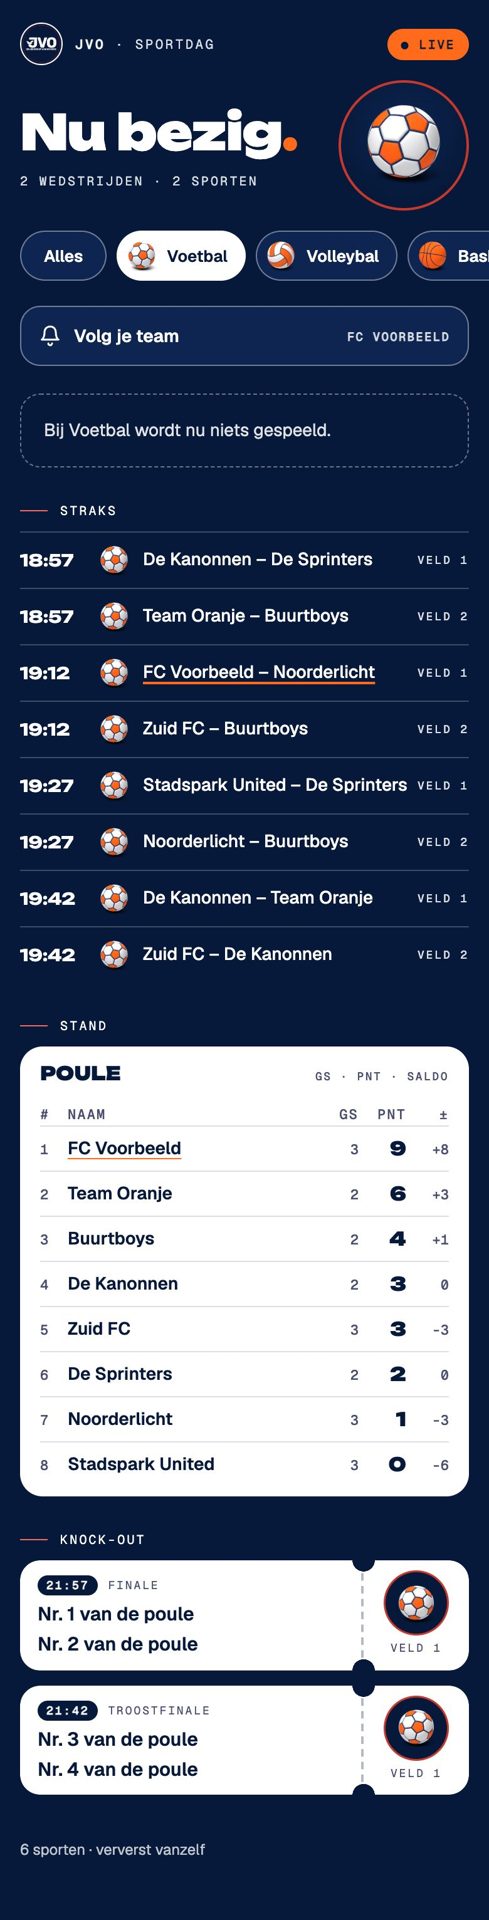 JVO
JVO · SPORTDAG
● LIVE
Nu bezig.
2 WEDSTRIJDEN · 2 SPORTEN
Alles
Voetbal
Volleybal
Bas
Volg je team
FC VOORBEELD
Bij Voetbal wordt nu niets gespeeld.
STRAKS
18:57 De Kanonnen – De Sprinters VELD 1
18:57 Team Oranje – Buurtboys VELD 2
19:12 FC Voorbeeld – Noorderlicht VELD 1
19:12 Zuid FC – Buurtboys VELD 2
19:27 Stadspark United – De Sprinters VELD 1
19:27 Noorderlicht – Buurtboys VELD 2
19:42 De Kanonnen – Team Oranje VELD 1
19:42 Zuid FC – De Kanonnen VELD 2
STAND
POULE GS · PNT · SALDO
# NAAM GS PNT ±
1 FC Voorbeeld 3 9 +8
2 Team Oranje 2 6 +3
3 Buurtboys 2 4 +1
4 De Kanonnen 2 3 0
5 Zuid FC 3 3 -3
6 De Sprinters 2 2 0
7 Noorderlicht 3 1 -3
8 Stadspark United 3 0 -6
KNOCK-OUT
21:57 FINALE
Nr. 1 van de poule
Nr. 2 van de poule
VELD 1
21:42 TROOSTFINALE
Nr. 3 van de poule
Nr. 4 van de poule
VELD 1
6 sporten · ververst vanzelf